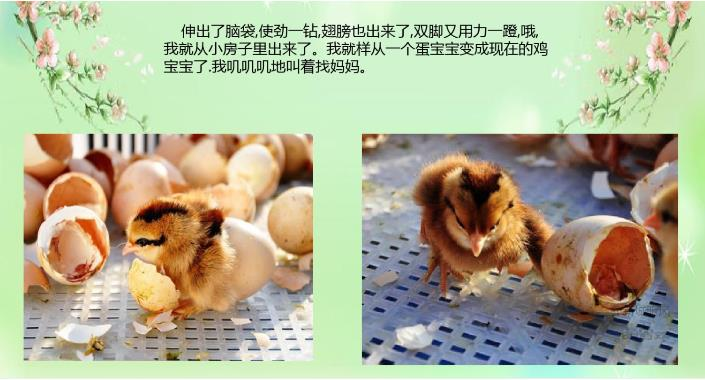 伸出了脑袋,使劲一钻,翅膀也出来了,双脚又用力一蹬,哦,
我就从小房子里出来了。我就样从一个蛋宝宝变成现在的鸡
宝宝了.我叽叽叽地叫着找妈妈。